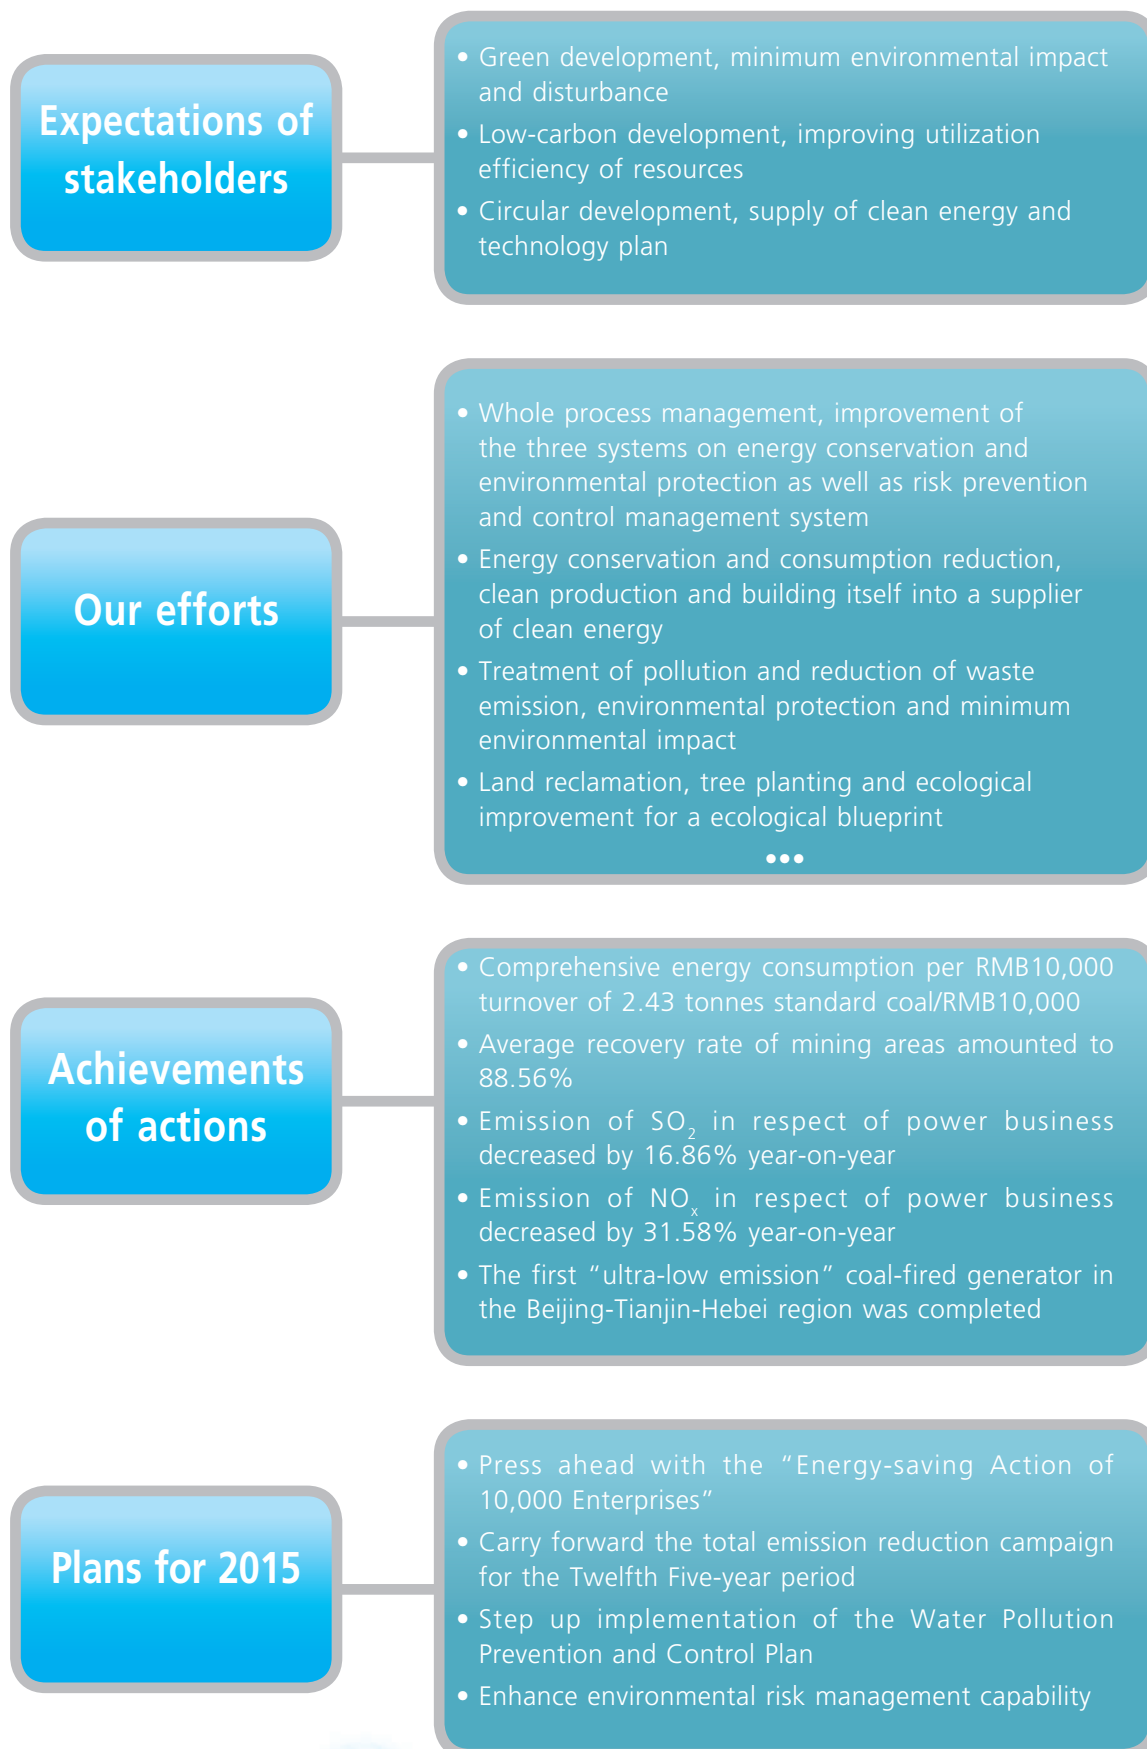 Expectations of
stakeholders
• Green development, minimum environmental impact
and disturbance
• Low-carbon development, improving utilization
efficiency of resources
• Circular development, supply of clean energy and
technology plan
Our efforts
• Whole process management, improvement of
the three systems on energy conservation and
environmental protection as well as risk prevention
and control management system
• Energy conservation and consumption reduction,
clean production and building itself into a supplier
of clean energy
• Treatment of pollution and reduction of waste
emission, environmental protection and minimum
environmental impact
• Land reclamation, tree planting and ecological
improvement for a ecological blueprint
•••
Achievements
of actions
• Comprehensive energy consumption per RMB10,000
turnover of 2.43 tonnes standard coal/RMB10,000
• Average recovery rate of mining areas amounted to
88.56%
• Emission of SO₂ in respect of power business
decreased by 16.86% year-on-year
• Emission of NOₓ in respect of power business
decreased by 31.58% year-on-year
• The first “ultra-low emission” coal-fired generator in
the Beijing-Tianjin-Hebei region was completed
Plans for 2015
• Press ahead with the “Energy-saving Action of
10,000 Enterprises”
• Carry forward the total emission reduction campaign
for the Twelfth Five-year period
• Step up implementation of the Water Pollution
Prevention and Control Plan
• Enhance environmental risk management capability